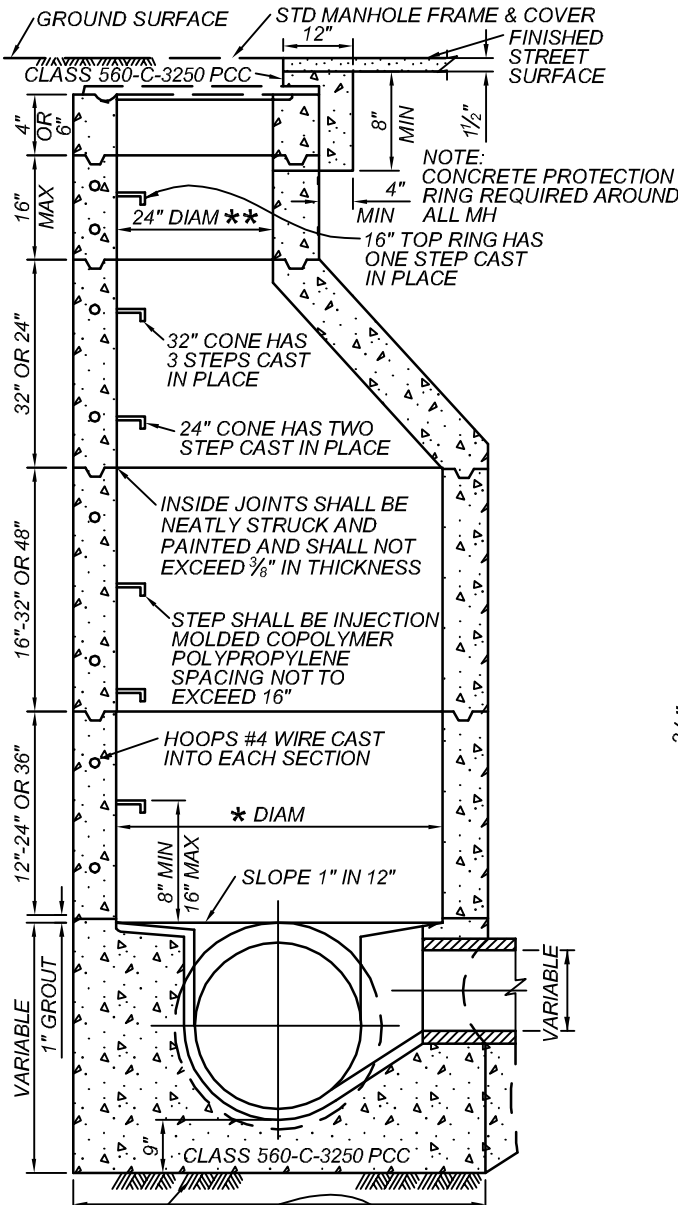 GROUND SURFACE
STD MANHOLE FRAME & COVER
12"
FINISHED
STREET
SURFACE
CLASS 560-C-3250 PCC
4"
OR
6"
8"
MIN
1½"
NOTE:
CONCRETE PROTECTION
RING REQUIRED AROUND
ALL MH
16"
MAX
4"
MIN
24" DIAM **
16" TOP RING HAS
ONE STEP CAST
IN PLACE
32" OR 24"
32" CONE HAS
3 STEPS CAST
IN PLACE
24" CONE HAS TWO
STEP CAST IN PLACE
INSIDE JOINTS SHALL BE
NEATLY STRUCK AND
PAINTED AND SHALL NOT
EXCEED ⅜" IN THICKNESS
16"-32" OR 48"
STEP SHALL BE INJECTION
MOLDED COPOLYMER
POLYPROPYLENE
SPACING NOT TO
EXCEED 16"
HOOPS #4 WIRE CAST
INTO EACH SECTION
12"-24" OR 36"
* DIAM
8" MIN
16" MAX
SLOPE 1" IN 12"
VARIABLE
1" GROUT
VARIABLE
9"
CLASS 560-C-3250 PCC